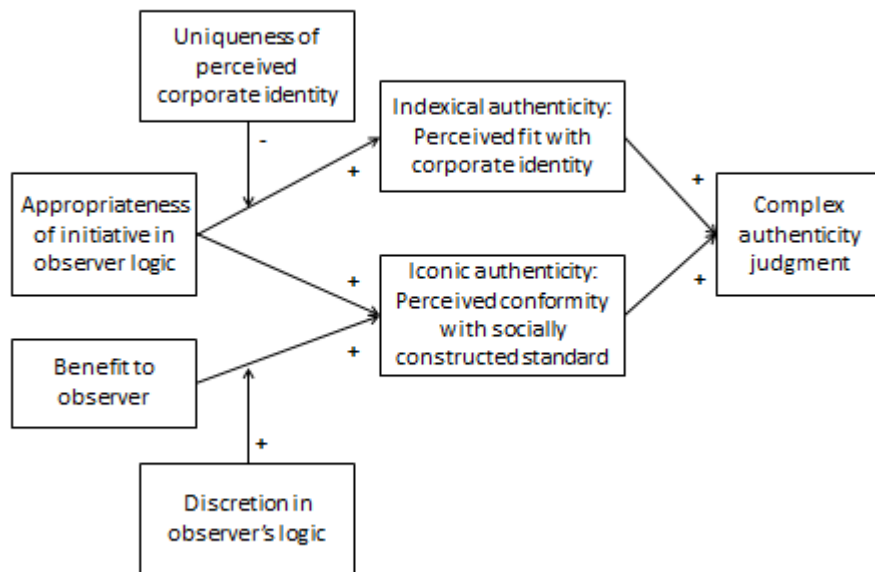 Uniqueness of
perceived
corporate identity
-
+
Indexical authenticity:
Perceived fit with
corporate identity
Appropriateness
of initiative in
observer logic
+
+
Iconic authenticity:
Perceived conformity
with socially
constructed standard
+
+
Complex
authenticity
judgment
Benefit to
observer
+
Discretion in
observer's logic